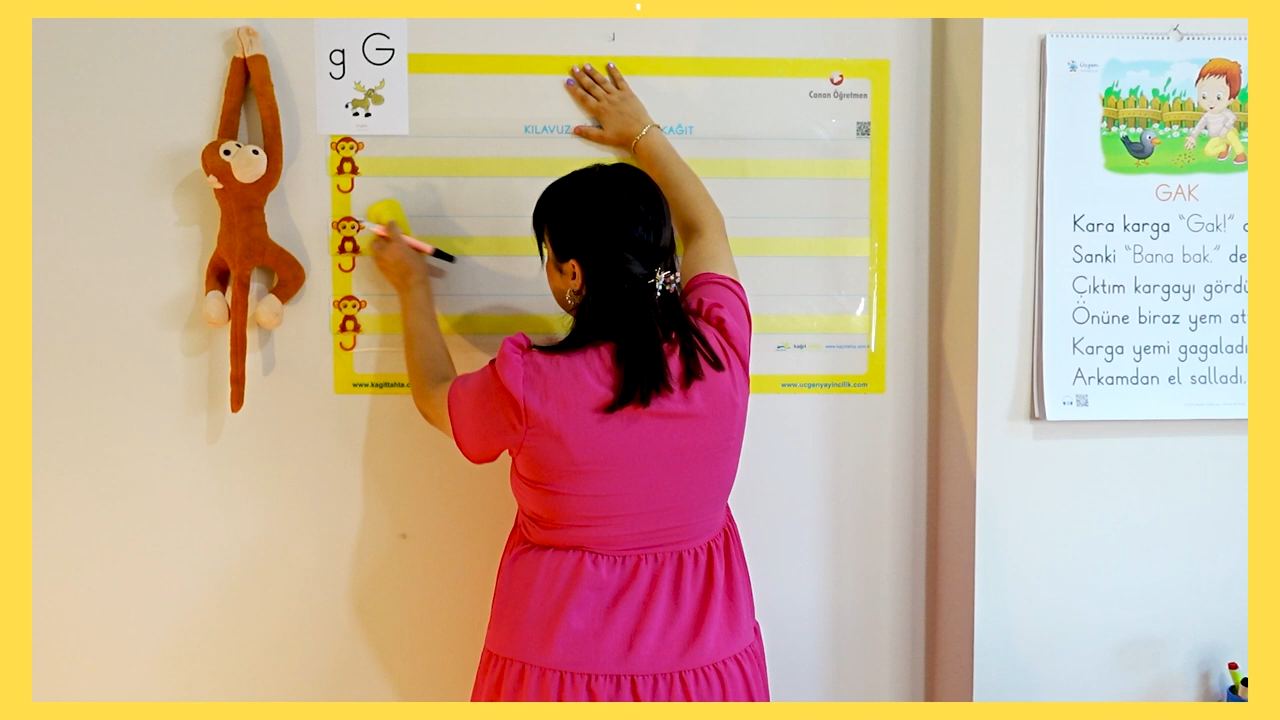 g G
Canan Öğretmen
KILAVUZ
KAĞIT
www.kagittahta.c
www.ucgenyayincilik.com
GAK
Kara karga “Gak!”
Sanki “Bana bak.” de
Çıktım kargayı gördü
Önüne biraz yem at
Karga yemi gagaladı
Arkamdan el salladı.